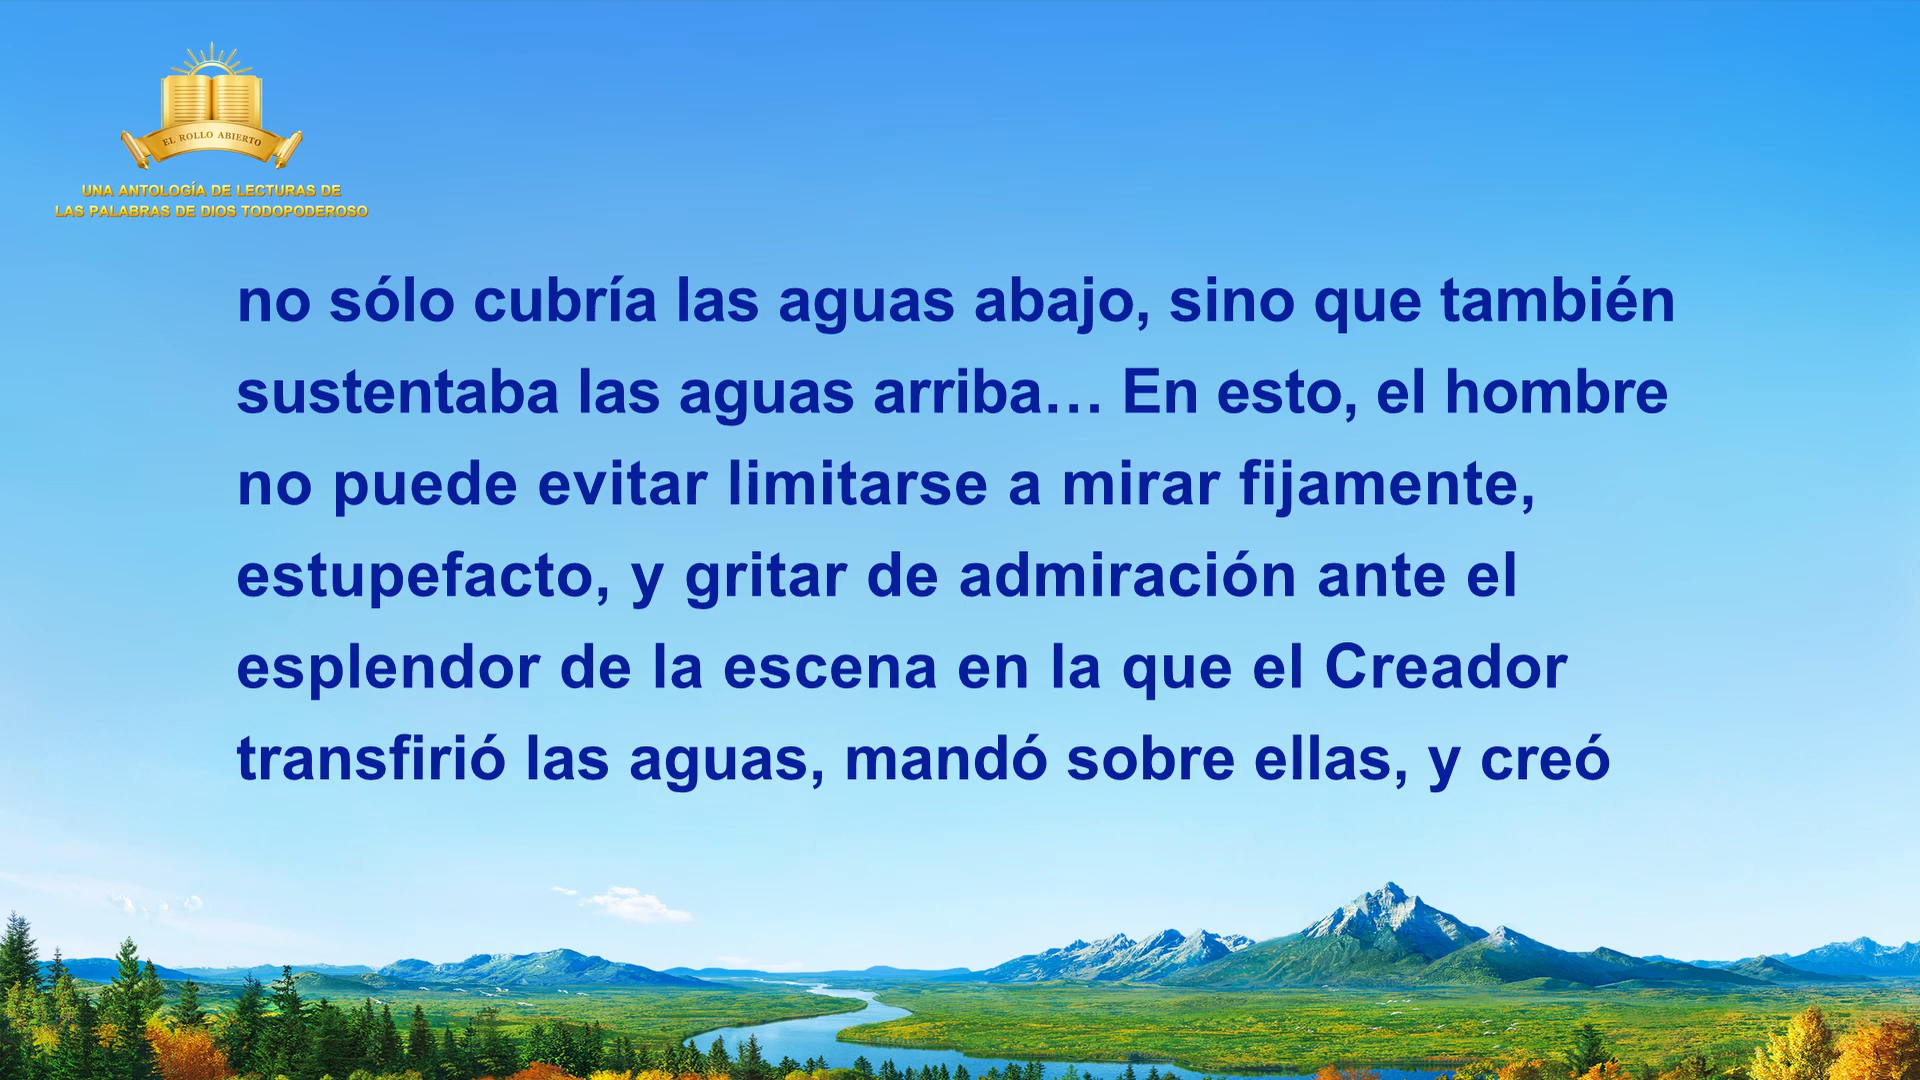 EL ROLLO ABIERTO
UNA ANTOLOGÍA DE LECTURAS DE
LAS PALABRAS DE DIOS TODOPODEROSO
no sólo cubría las aguas abajo, sino que también
sustentaba las aguas arriba… En esto, el hombre
no puede evitar limitarse a mirar fijamente,
estupefacto, y gritar de admiración ante el
esplendor de la escena en la que el Creador
transfirió las aguas, mandó sobre ellas, y creó